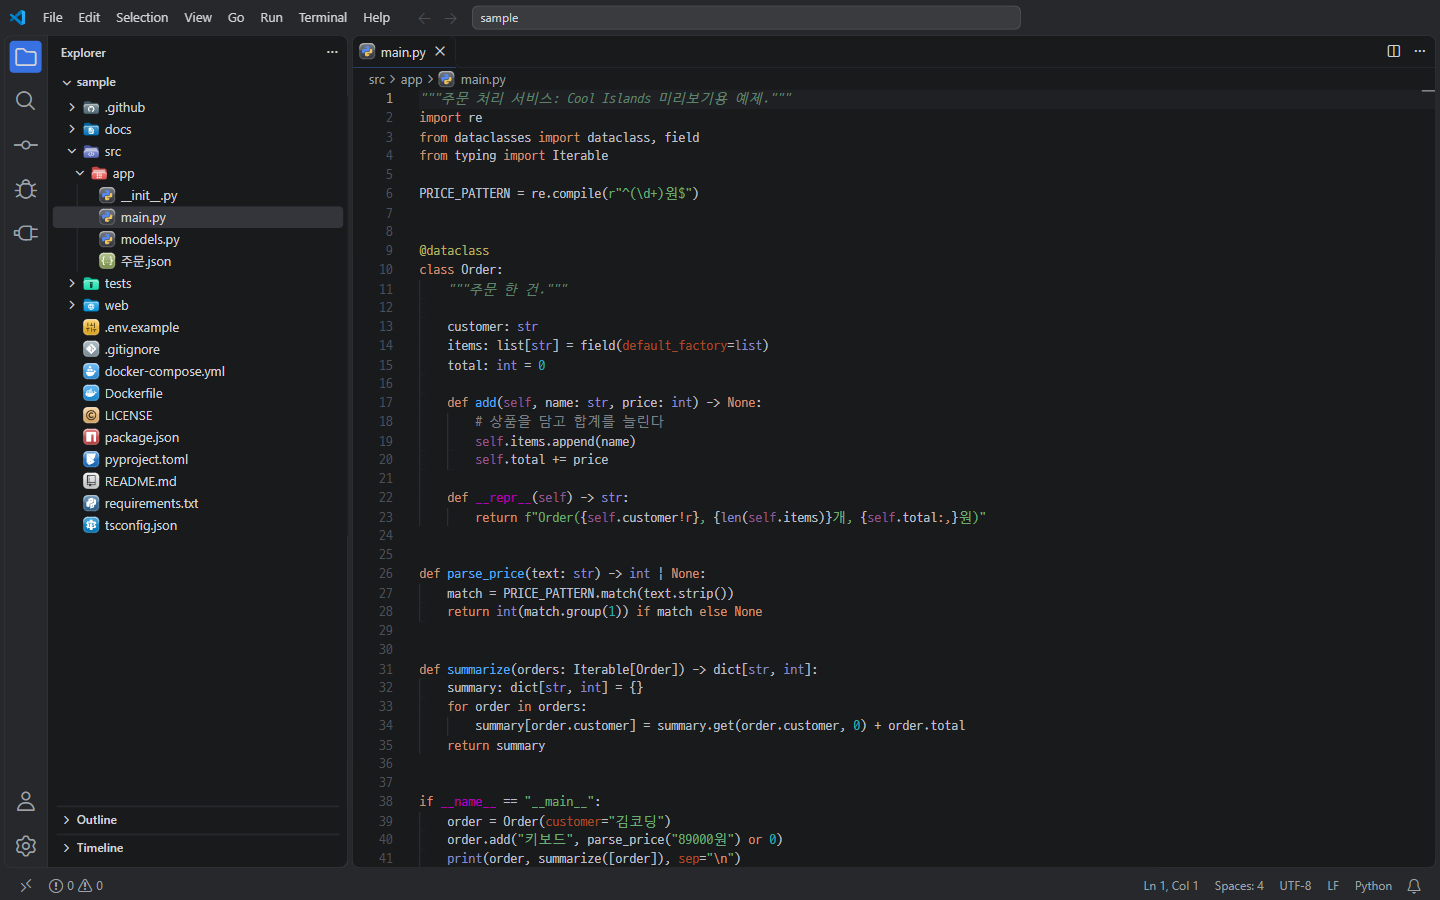 File Edit Selection View Go Run Terminal Help
sample
Explorer
sample
.github
docs
src
app
__init__.py
main.py
models.py
주문.json
tests
web
.env.example
.gitignore
docker-compose.yml
Dockerfile
LICENSE
package.json
pyproject.toml
README.md
requirements.txt
tsconfig.json
Outline
Timeline
main.py
src > app > main.py
1 """주문 처리 서비스: Cool Islands 미리보기용 예제."""
2 import re
3 from dataclasses import dataclass, field
4 from typing import Iterable
5
6 PRICE_PATTERN = re.compile(r"^(\d+)원$")
7
8
9 @dataclass
10 class Order:
11     """주문 한 건."""
12
13     customer: str
14     items: list[str] = field(default_factory=list)
15     total: int = 0
16
17     def add(self, name: str, price: int) -> None:
18         # 상품을 담고 합계를 늘린다
19         self.items.append(name)
20         self.total += price
21
22     def __repr__(self) -> str:
23         return f"Order({self.customer!r}, {len(self.items)}개, {self.total:,}원)"
24
25
26 def parse_price(text: str) -> int | None:
27     match = PRICE_PATTERN.match(text.strip())
28     return int(match.group(1)) if match else None
29
30
31 def summarize(orders: Iterable[Order]) -> dict[str, int]:
32     summary: dict[str, int] = {}
33     for order in orders:
34         summary[order.customer] = summary.get(order.customer, 0) + order.total
35     return summary
36
37
38 if __name__ == "__main__":
39     order = Order(customer="김코딩")
40     order.add("키보드", parse_price("89000원") or 0)
41     print(order, summarize([order]), sep="\n")
0 0
Ln 1, Col 1 Spaces: 4 UTF-8 LF Python